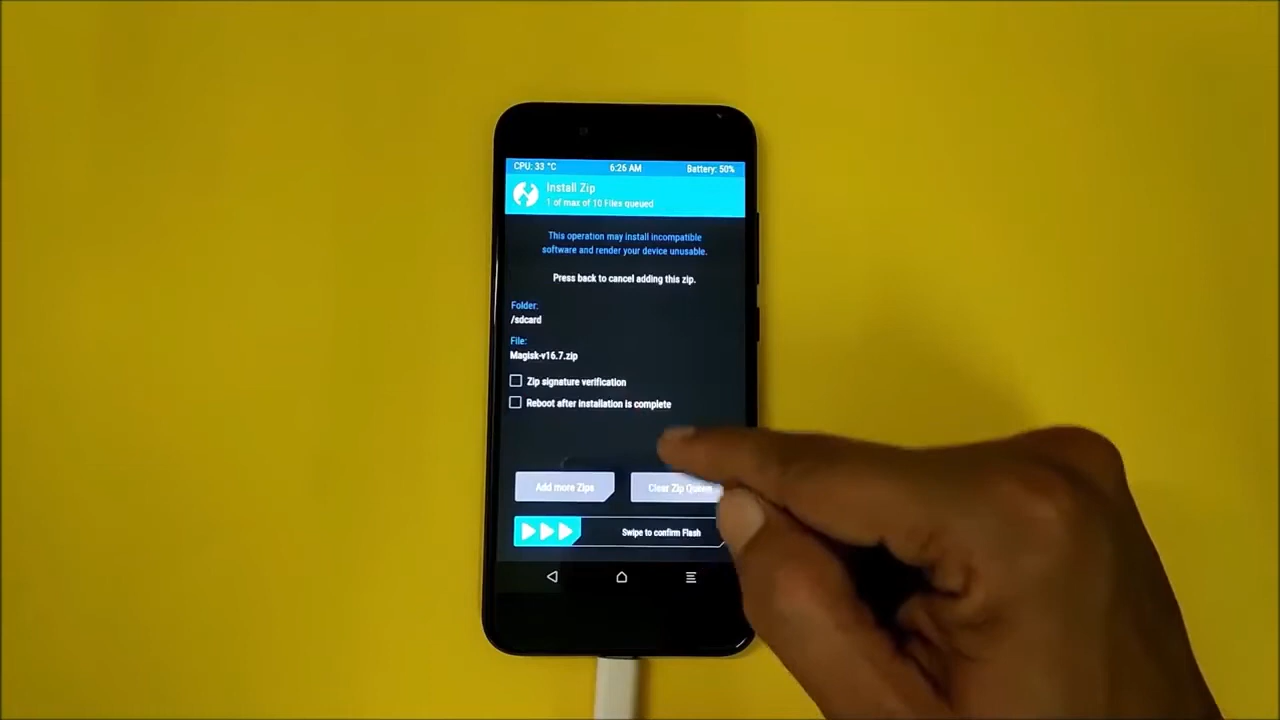 CPU: 33 °C 6:26 AM Battery: 50%
Install Zip
1 of max of 10 Files queued
This operation may install incompatible
software and render your device unusable.
Press back to cancel adding this zip.
Folder:
/sdcard
File:
Magisk-v16.7.zip
Zip signature verification
Reboot after installation is complete
Add more Zips Clear Zip Queue
Swipe to confirm Flash